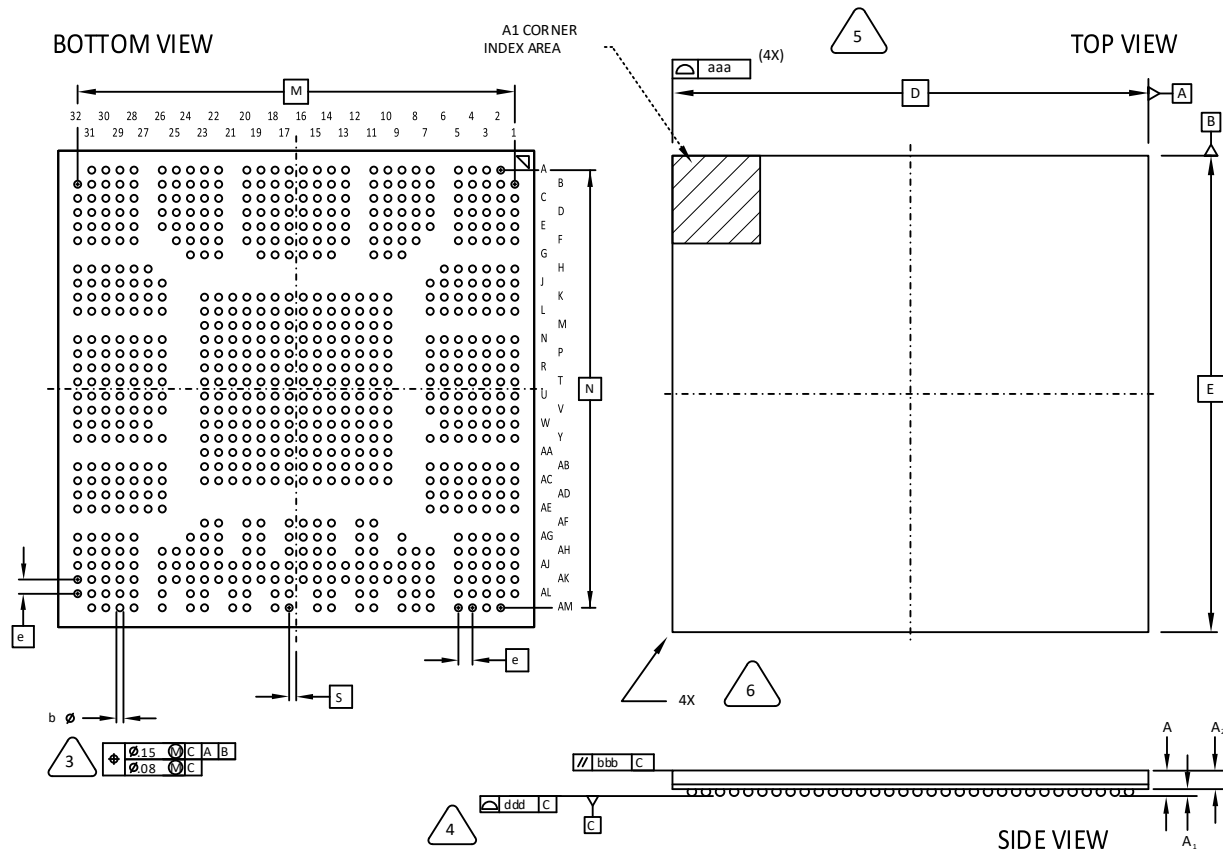 BOTTOM VIEW
A1 CORNER
INDEX AREA
5
TOP VIEW
aaa
(4X)
M
D
A
B
32 30 28 26 24 22 20 18 16 14 12 10 8 6 4 2
31 29 27 25 23 21 19 17 15 13 11 9 7 5 3 1
A
B
C
D
E
F
G
H
J
K
L
M
N
P
R
T
U
V
W
Y
AA
AB
AC
AD
AE
AF
AG
AH
AJ
AK
AL
AM
N
E
e
e
S
4X
6
b Ø
3
⌖ Ø.15 Ⓜ C A B
Ø.08 Ⓜ C
// bbb C
A
ddd C
4
C
A₁
SIDE VIEW